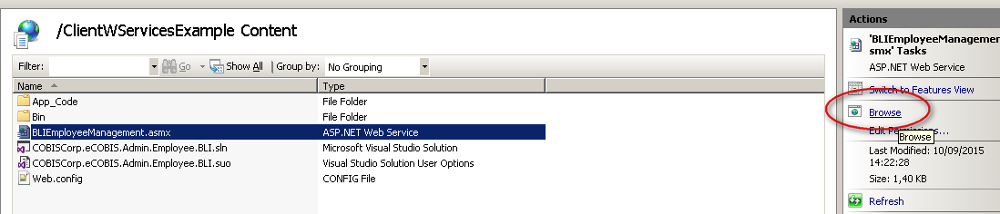 /ClientWServicesExample Content
Filter: Go Show All Group by: No Grouping
Name Type
App_Code File Folder
Bin File Folder
BLIEmployeeManagement.asmx ASP.NET Web Service
COBISCorp.eCOBIS.Admin.Employee.BLI.sln Microsoft Visual Studio Solution
COBISCorp.eCOBIS.Admin.Employee.BLI.suo Visual Studio Solution User Options
Web.config CONFIG File
Actions
'BLIEmployeeManagement
smx' Tasks
ASP.NET Web Service
Switch to Features View
Browse
Edit Permissions...
Browse
Last Modified: 10/09/2015
14:22:28
Size: 1,40 KB
Refresh